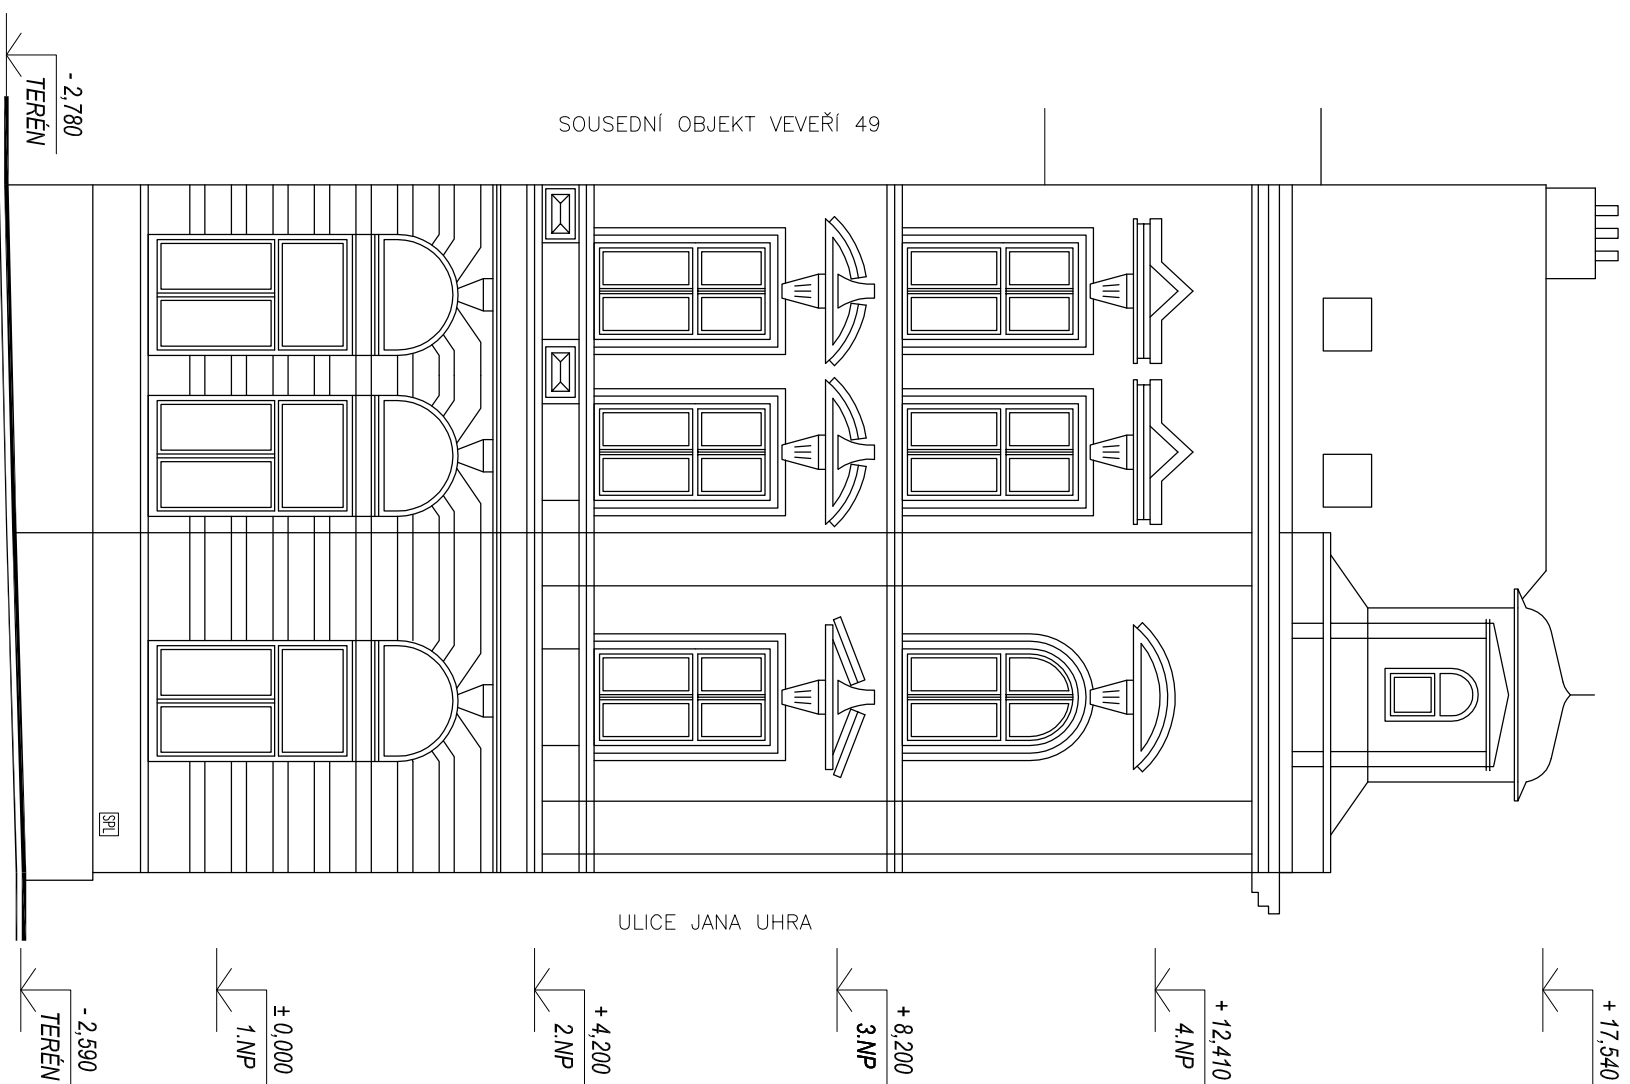 - 2,780
TERÉN
SOUSEDNÍ OBJEKT VEVEŘÍ 49
SPL
ULICE JANA UHRA
+ 17,540
+ 12,410
4.NP
+ 8,200
3.NP
+ 4,200
2.NP
± 0,000
1.NP
- 2,590
TERÉN